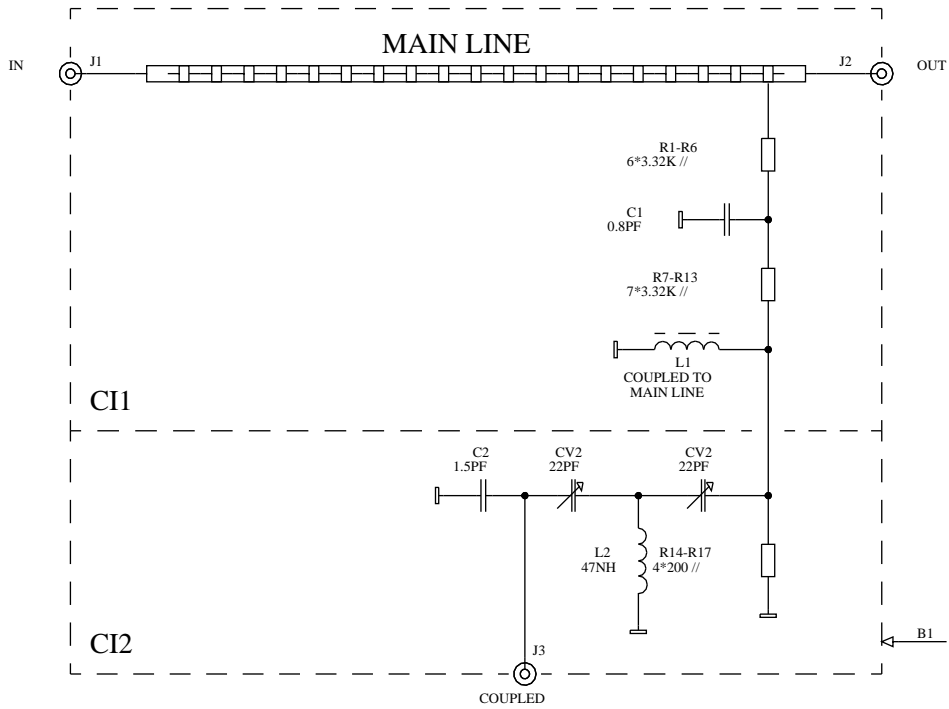 MAIN LINE
IN
J1
J2
OUT
R1-R6
6*3.32K //
C1
0.8PF
R7-R13
7*3.32K //
L1
COUPLED TO
MAIN LINE
CI1
C2
1.5PF
CV2
22PF
CV2
22PF
L2
47NH
R14-R17
4*200 //
B1
CI2
J3
COUPLED